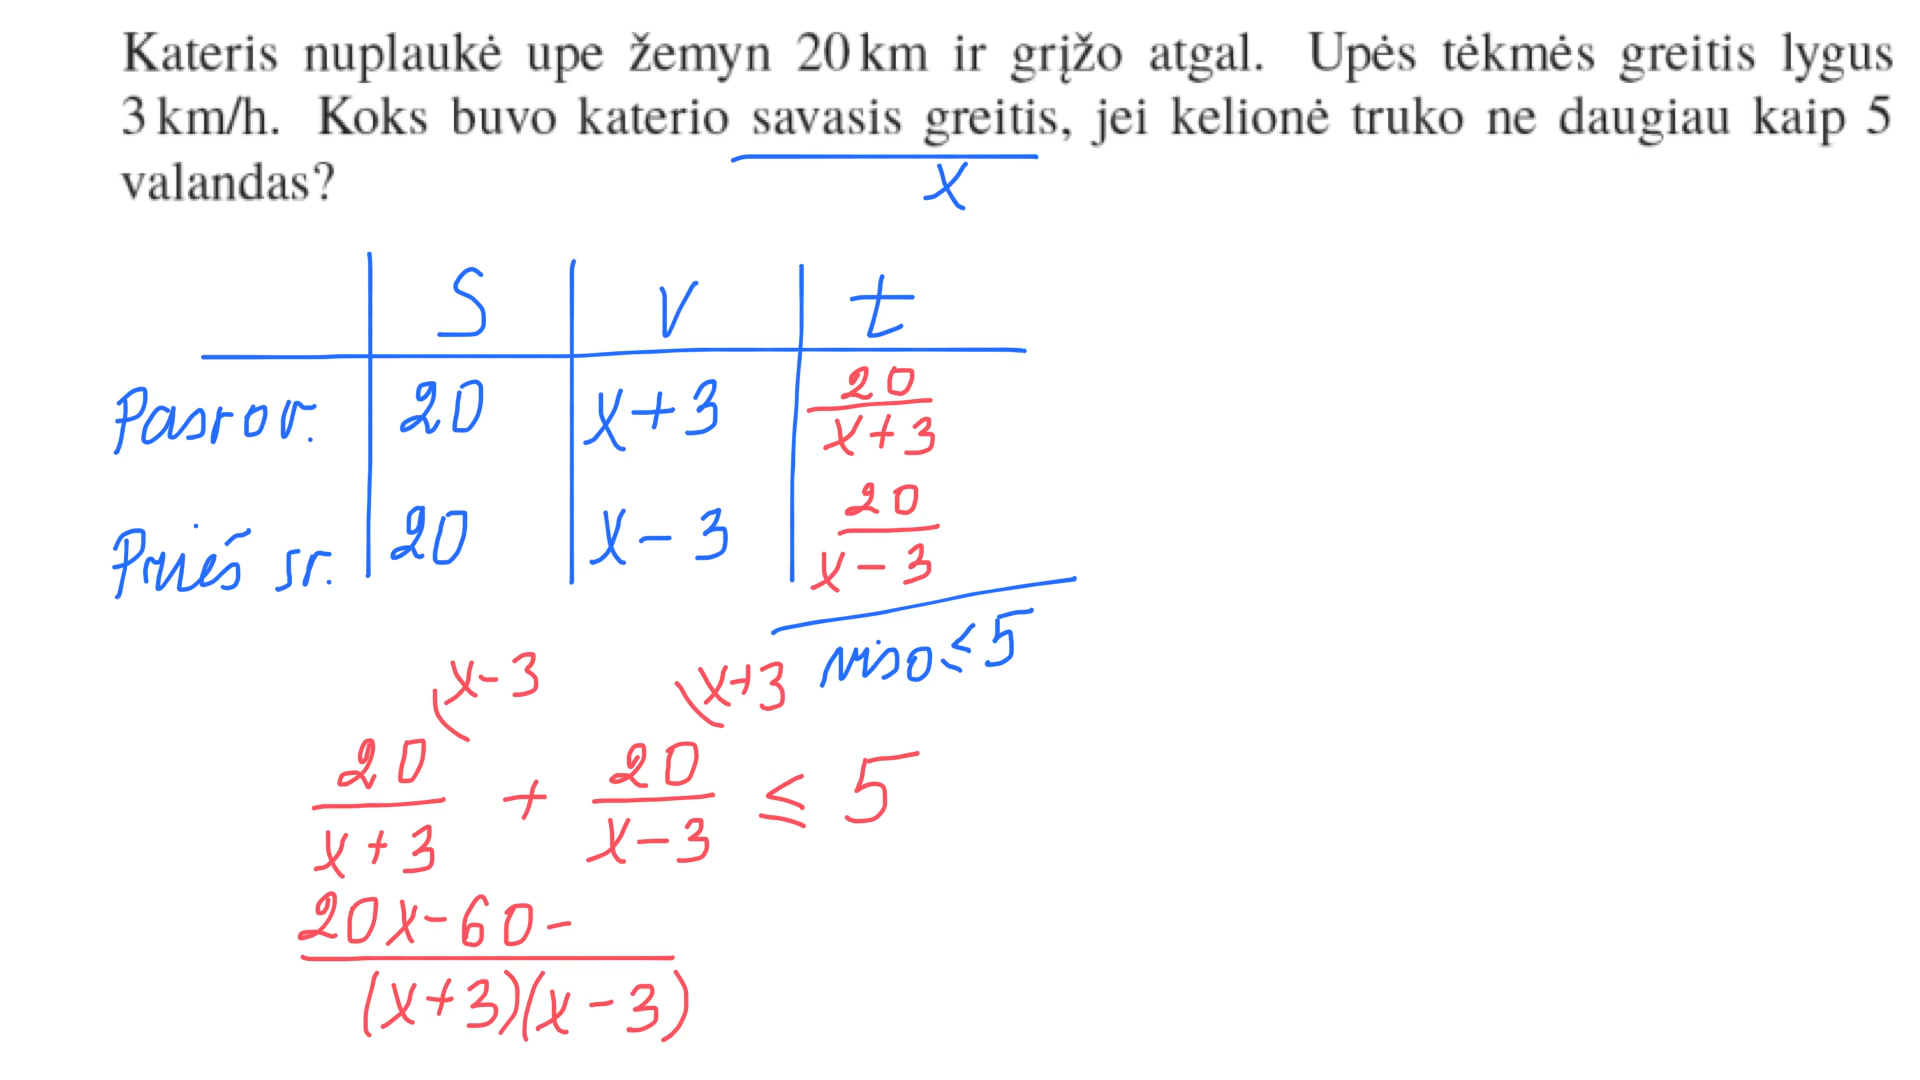 Kateris nuplaukė upe žemyn 20 km ir grįžo atgal. Upės tėkmės greitis lygus
3 km/h. Koks buvo katerio savasis greitis, jei kelionė truko ne daugiau kaip 5
valandas?
x
S V t
Pasrov. 20 x+3 20/(x+3)
Prieš sr. 20 x-3 20/(x-3)
viso ≤ 5
x-3 x+3
20/(x+3) + 20/(x-3) ≤ 5
20x-60-
(x+3)(x-3)